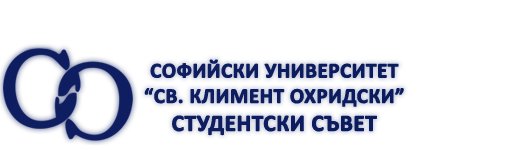 СОФИЙСКИ УНИВЕРСИТЕТ
“СВ. КЛИМЕНТ ОХРИДСКИ”
СТУДЕНТСКИ СЪВЕТ